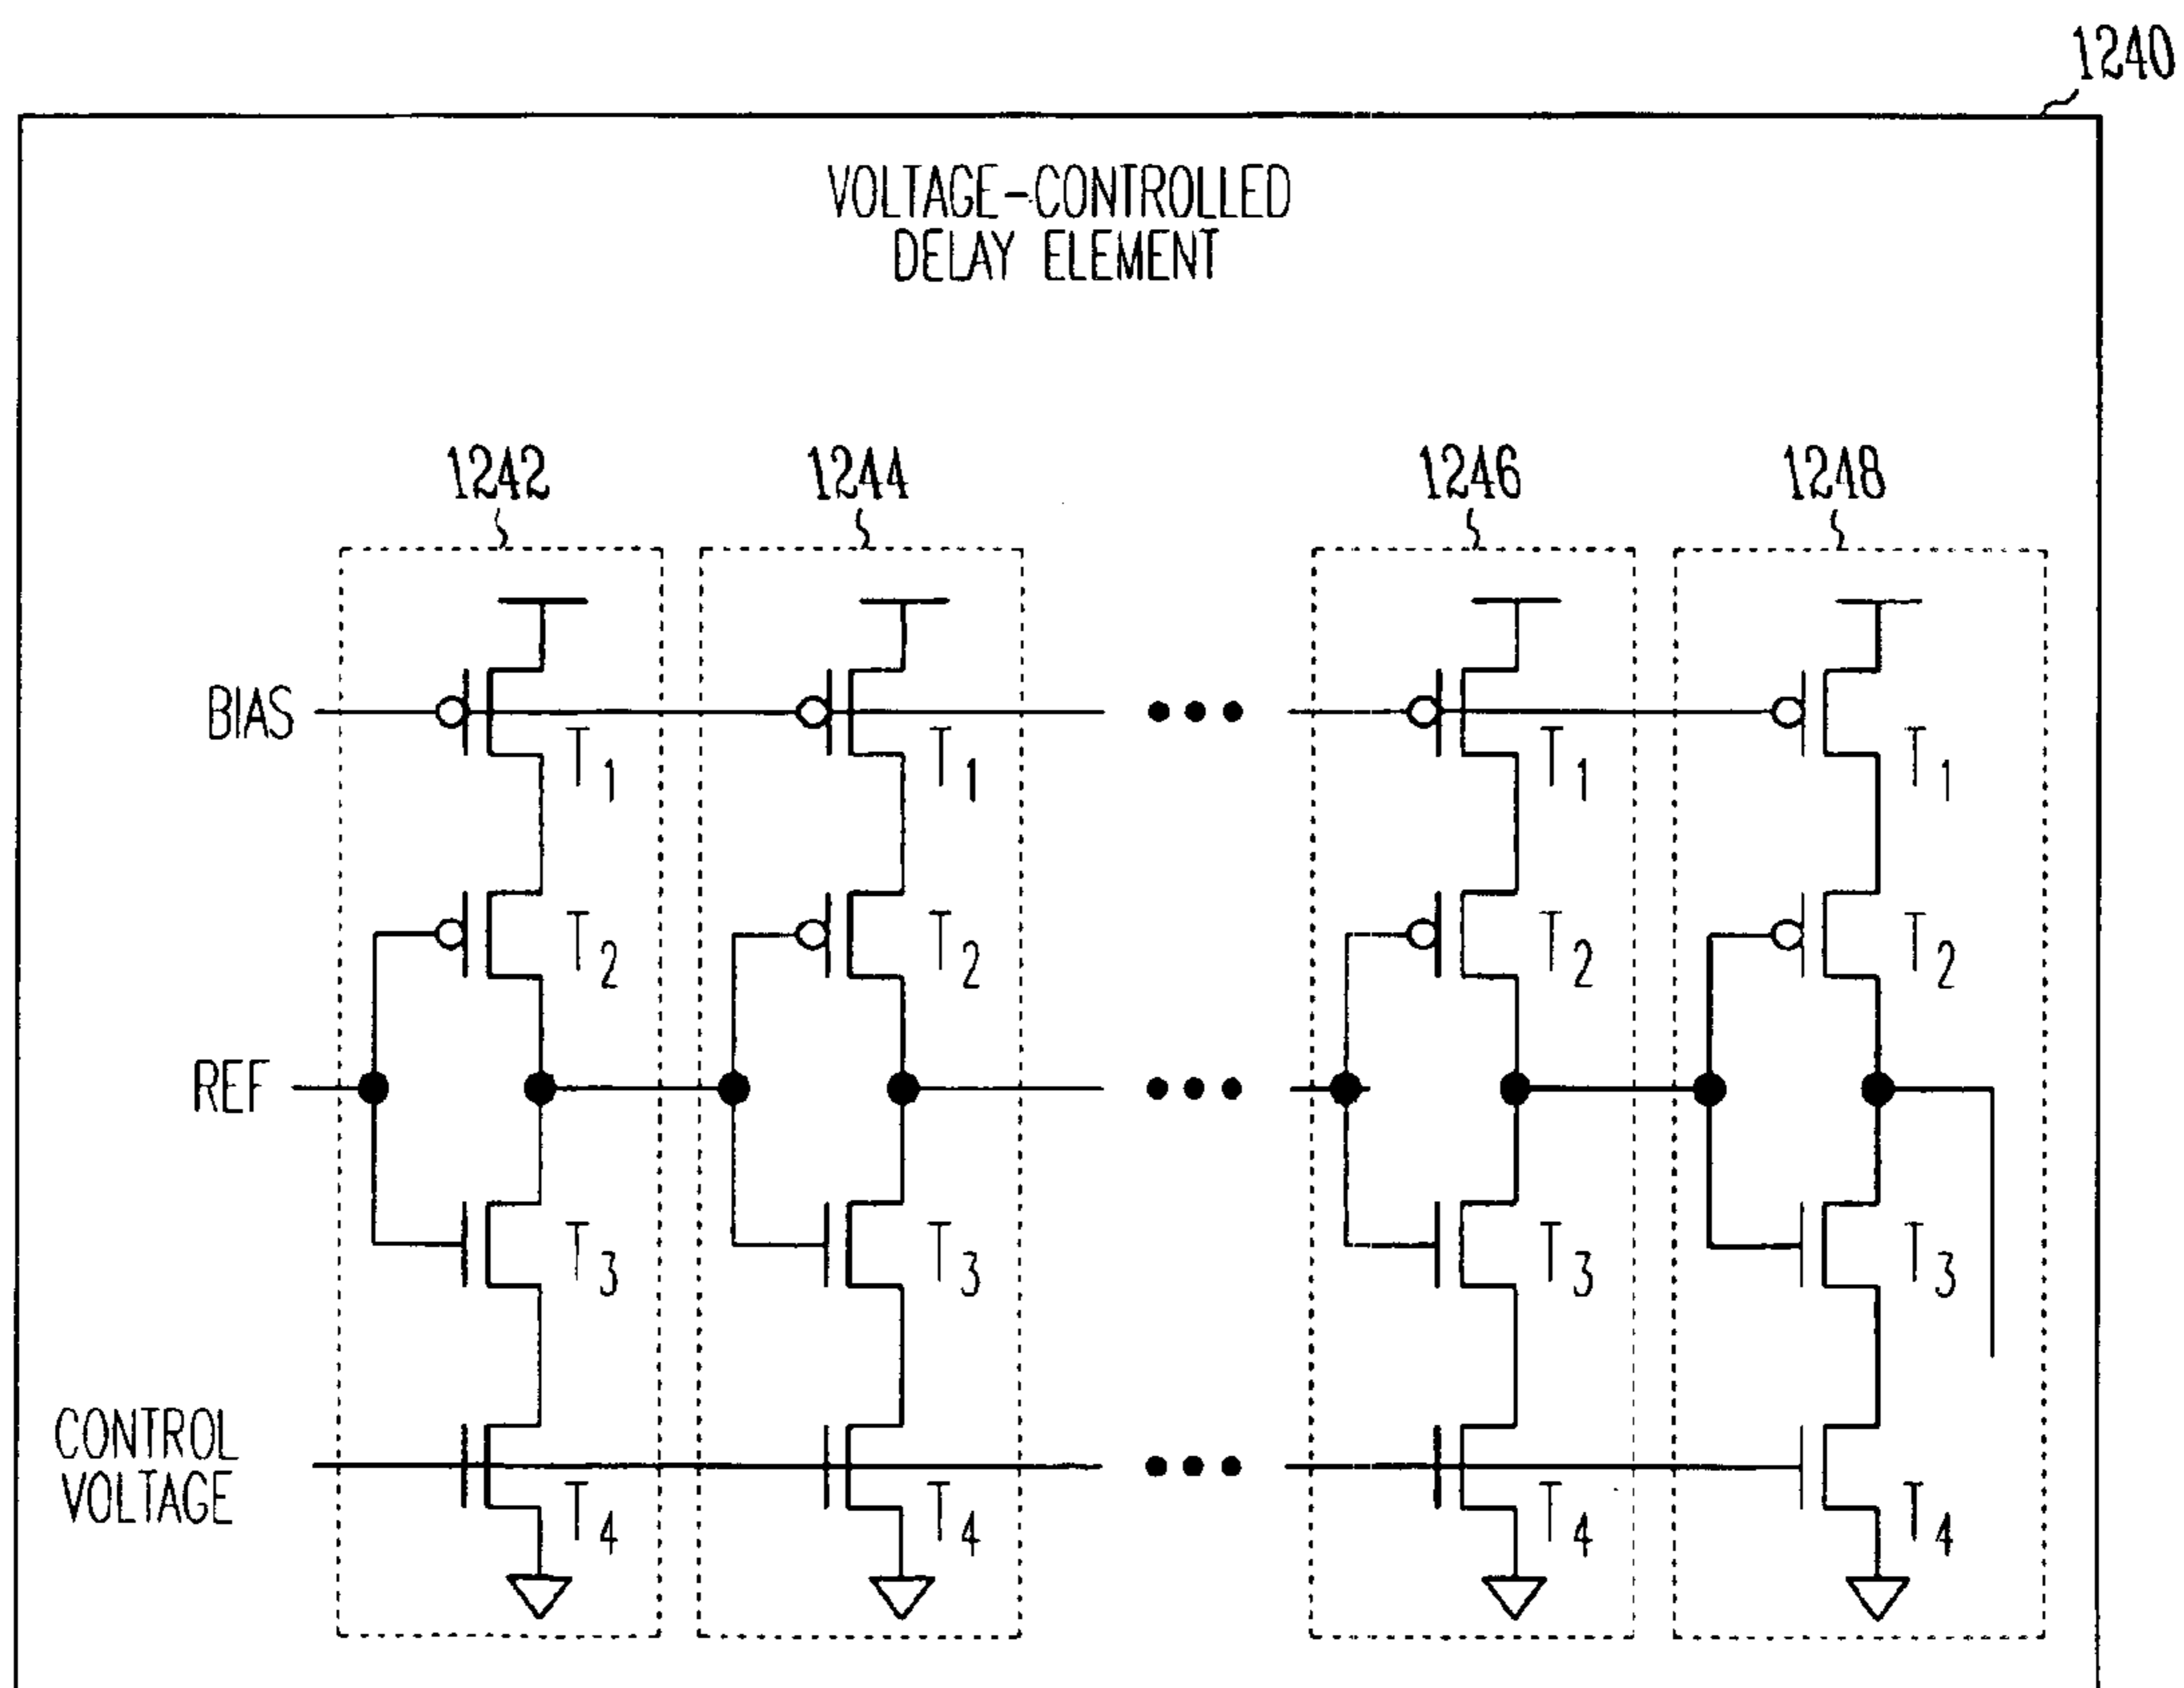 1240
VOLTAGE-CONTROLLED
DELAY ELEMENT
1242 1244 1246 1248
BIAS
T1 T1 T1 T1
T2 T2 T2 T2
REF
T3 T3 T3 T3
CONTROL
VOLTAGE
T4 T4 T4 T4